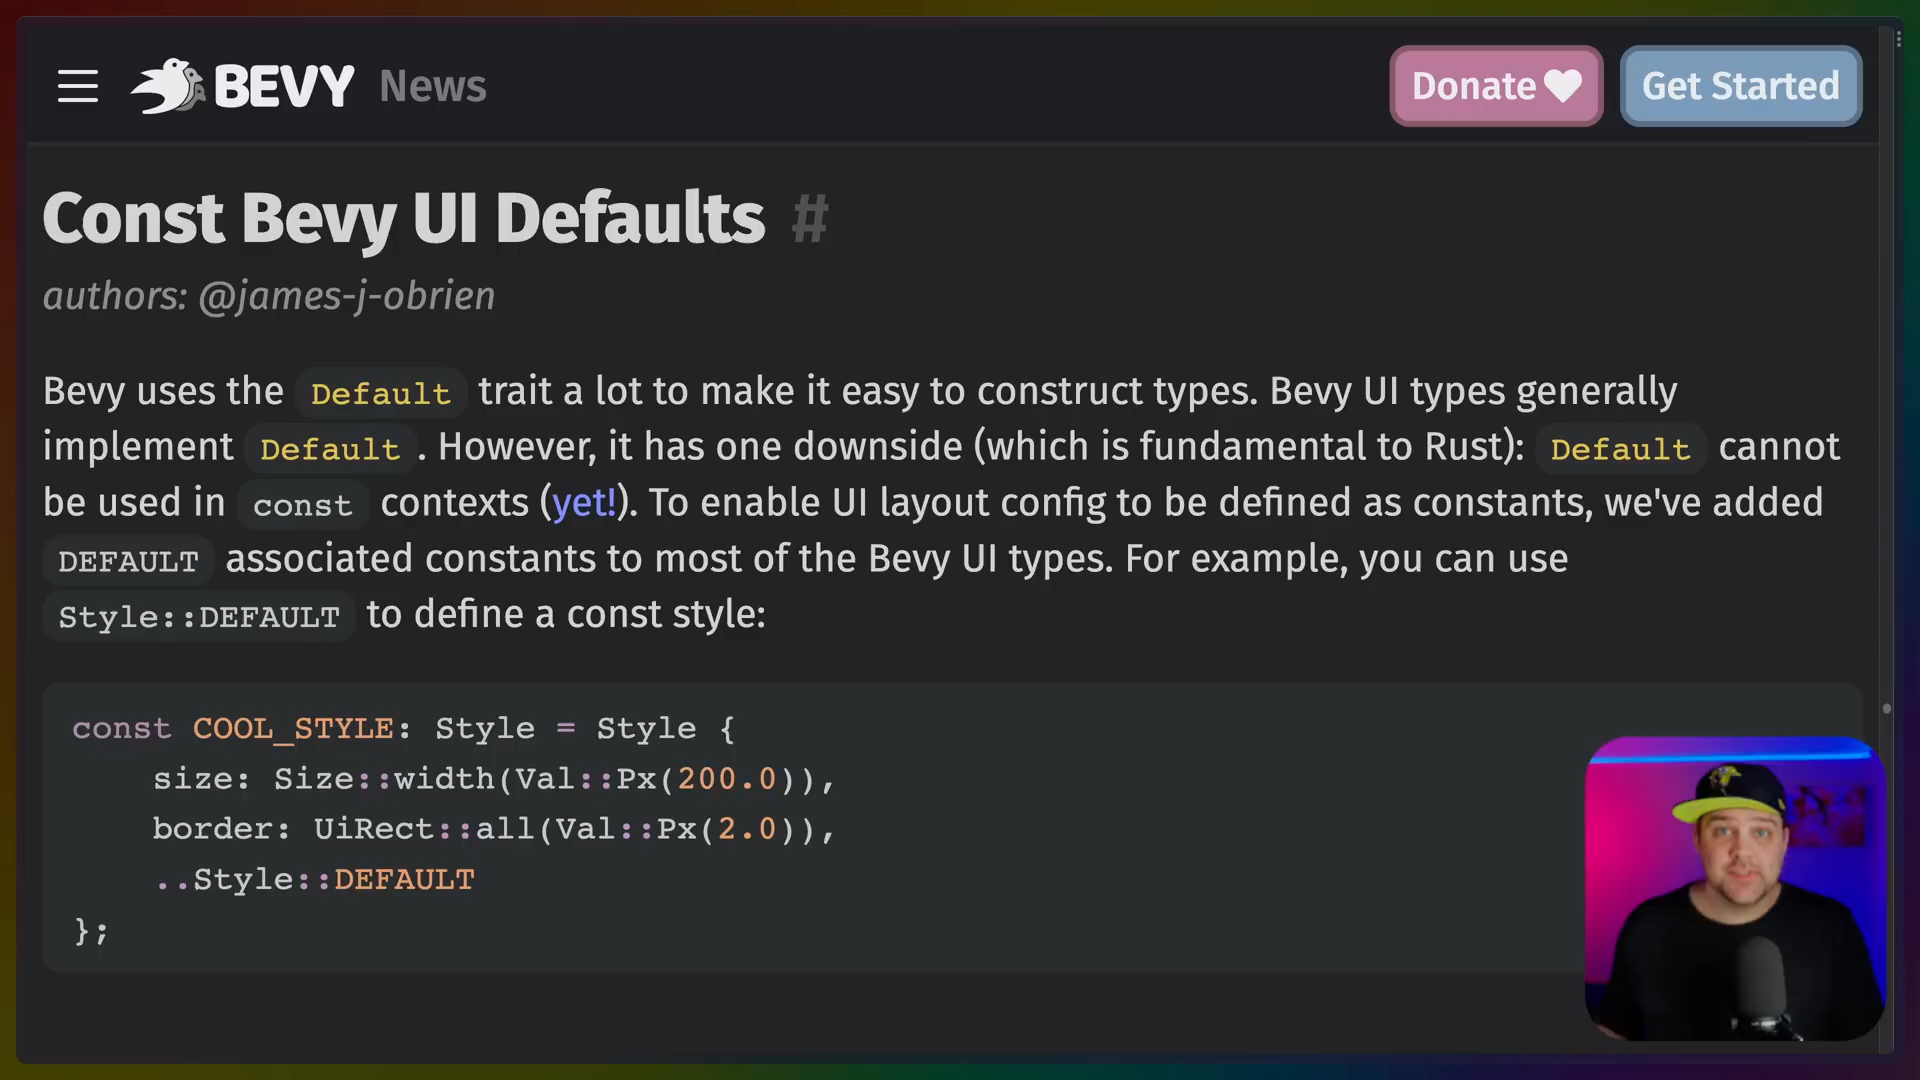 BEVY News Donate Get Started
Const Bevy UI Defaults #
authors: @james-j-obrien
Bevy uses the Default trait a lot to make it easy to construct types. Bevy UI types generally
implement Default . However, it has one downside (which is fundamental to Rust): Default cannot
be used in const contexts (yet!). To enable UI layout config to be defined as constants, we've added
DEFAULT associated constants to most of the Bevy UI types. For example, you can use
Style::DEFAULT to define a const style:
const COOL_STYLE: Style = Style {
    size: Size::width(Val::Px(200.0)),
    border: UiRect::all(Val::Px(2.0)),
    ..Style::DEFAULT
};